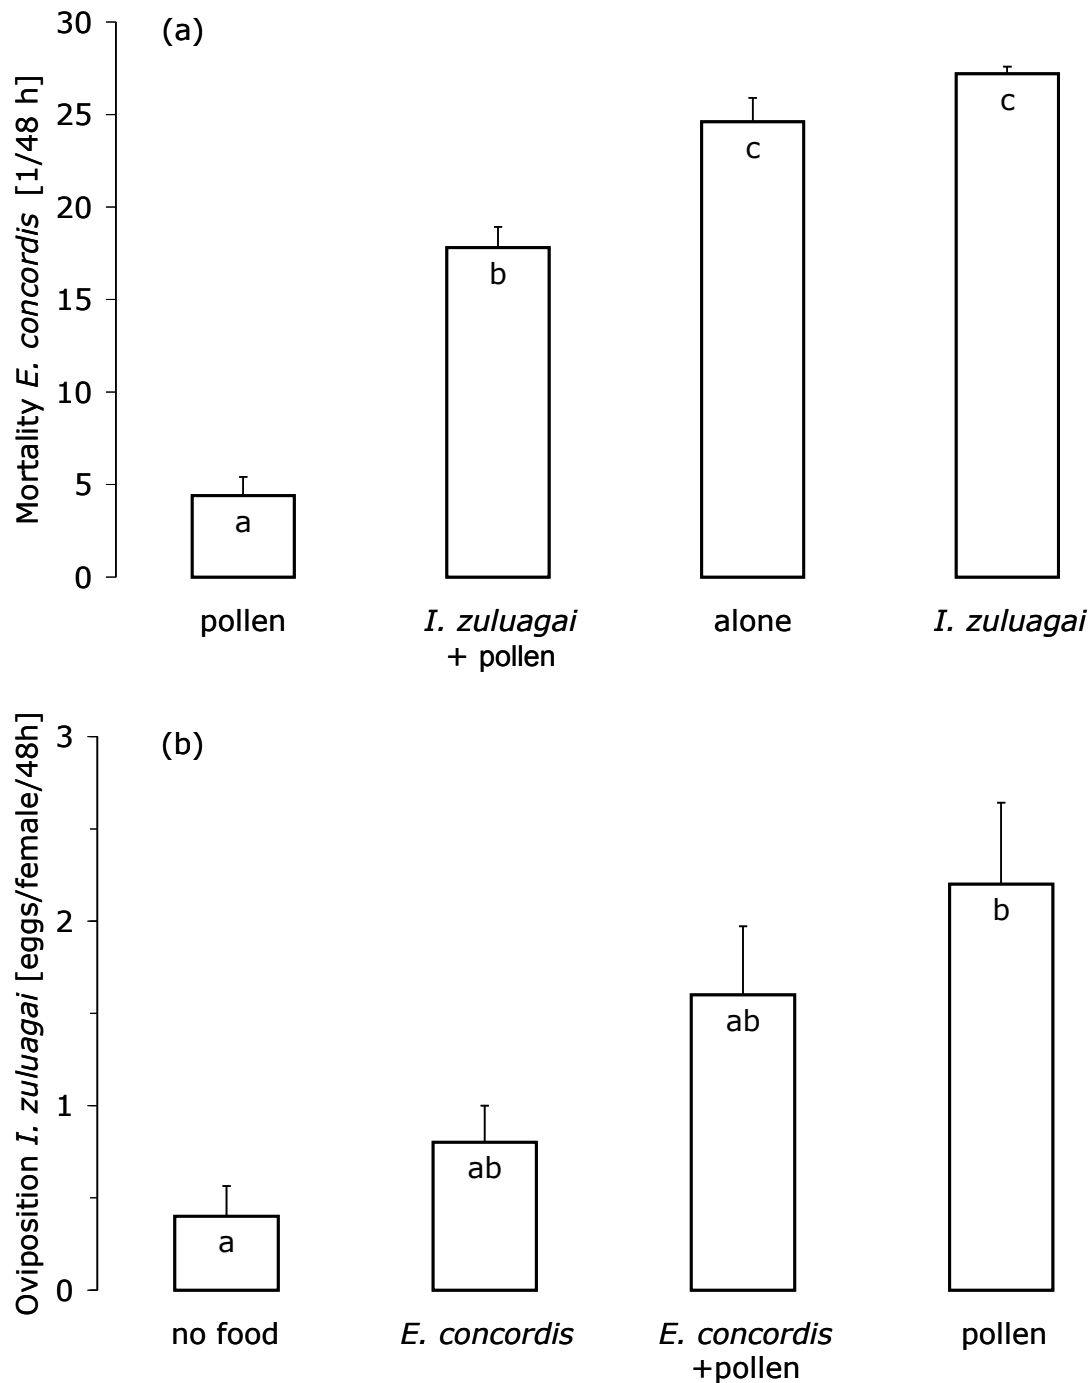 (a)
Mortality E. concordis [1/48 h]
30
25
20
15
10
5
0
a
b
c
c
pollen
I. zuluagai
+ pollen
alone
I. zuluagai
(b)
Oviposition I. zuluagai [eggs/female/48h]
3
2
1
0
a
ab
ab
b
no food
E. concordis
E. concordis
+pollen
pollen